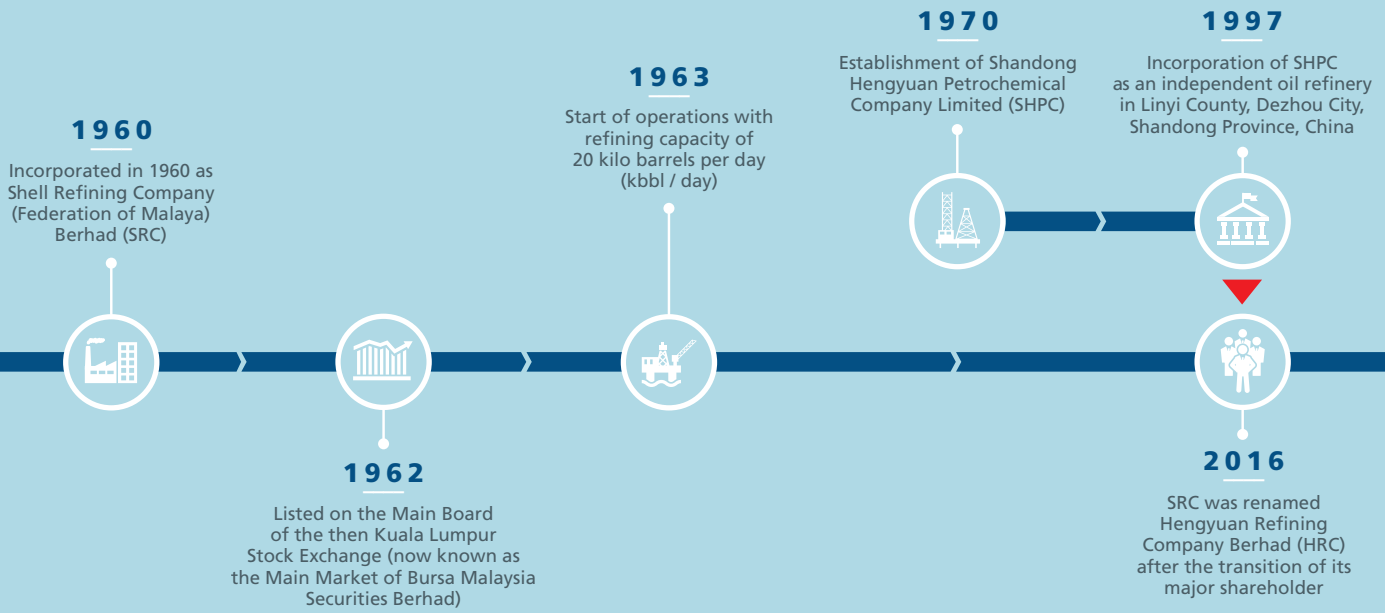 1960
Incorporated in 1960 as
Shell Refining Company
(Federation of Malaya)
Berhad (SRC)
1962
Listed on the Main Board
of the then Kuala Lumpur
Stock Exchange (now known as
the Main Market of Bursa Malaysia
Securities Berhad)
1963
Start of operations with
refining capacity of
20 kilo barrels per day
(kbbl / day)
1970
Establishment of Shandong
Hengyuan Petrochemical
Company Limited (SHPC)
1997
Incorporation of SHPC
as an independent oil refinery
in Linyi County, Dezhou City,
Shandong Province, China
2016
SRC was renamed
Hengyuan Refining
Company Berhad (HRC)
after the transition of its
major shareholder